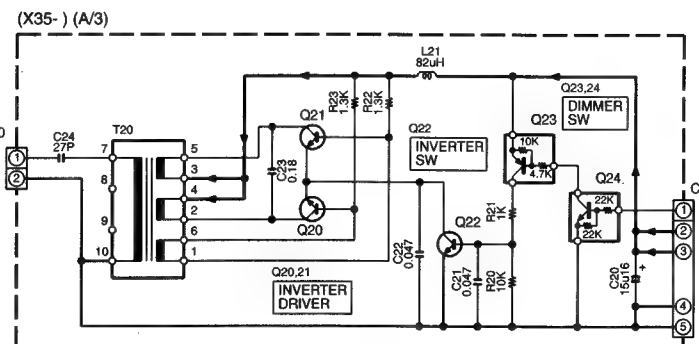 (X35- ) (A/3)
L21
82uH
Q23,24
DIMMER
SW
R23
1.3K
R22
1.3K
C24
27P
T20
Q21
Q22
INVERTER
SW
Q23
10K
4.7K
0
1
2
7
8
9
10
5
3
4
2
6
1
C23
0.18
Q20
Q24
22K
22K
R21
1K
Q22
C22
0.047
C21
0.047
R20
10K
C20
15u16
+
C
1
2
3
4
5
Q20,21
INVERTER
DRIVER